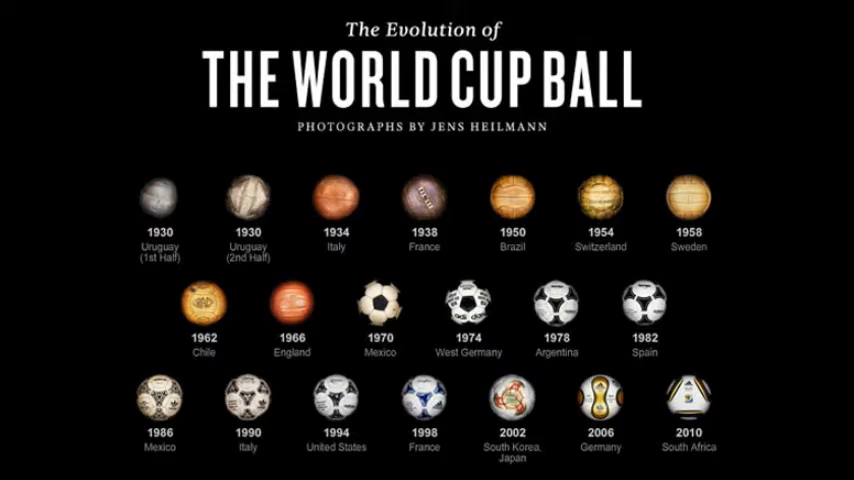 The Evolution of
THE WORLD CUP BALL
PHOTOGRAPHS BY JENS HEILMANN
1930 1930 1934 1938 1950 1954 1958
Uruguay Uruguay Italy France Brazil Switzerland Sweden
(1st Half) (2nd Half)
1962 1966 1970 1974 1978 1982
Chile England Mexico West Germany Argentina Spain
1986 1990 1994 1998 2002 2006 2010
Mexico Italy United States France South Korea, Germany South Africa
Japan